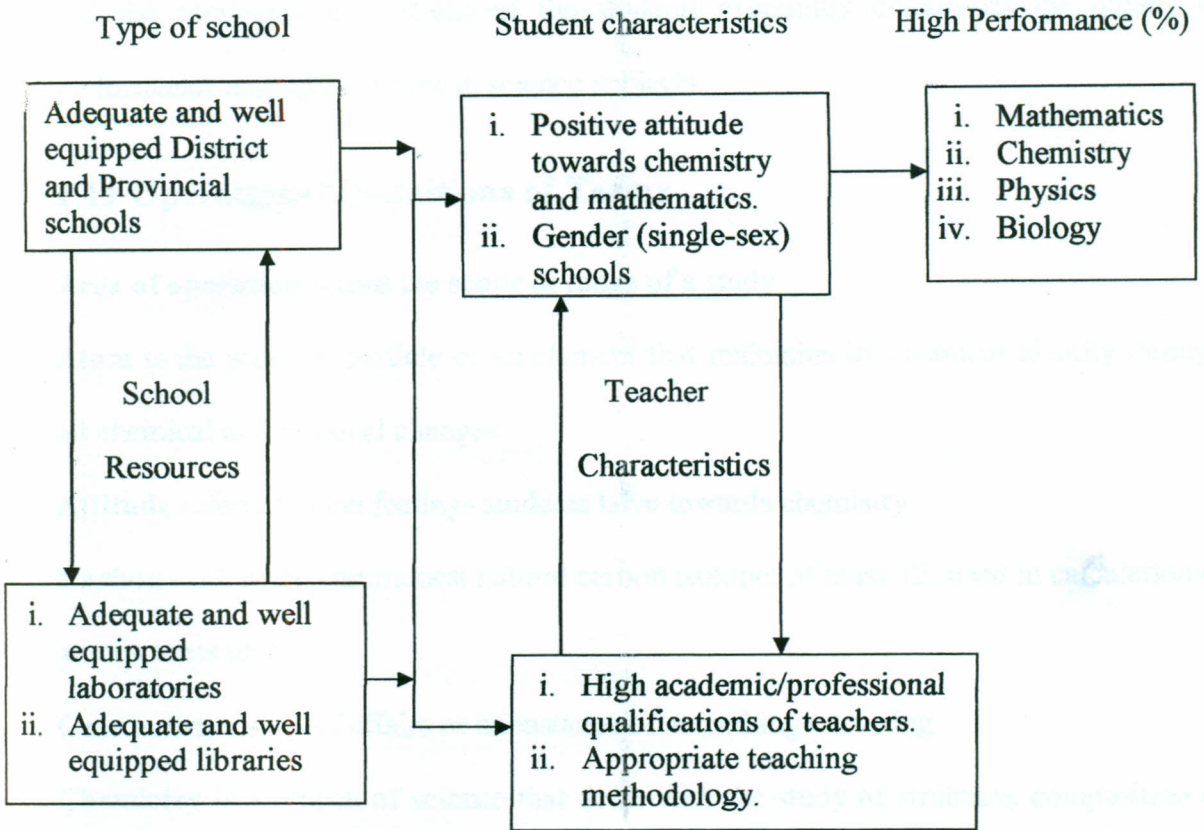 Type of school
Student characteristics
High Performance (%)
Adequate and well
equipped District
and Provincial
schools
i. Positive attitude
towards chemistry
and mathematics.
ii. Gender (single-sex)
schools
i. Mathematics
ii. Chemistry
iii. Physics
iv. Biology
School
Resources
Teacher
Characteristics
i. Adequate and well
equipped
laboratories
ii. Adequate and well
equipped libraries
i. High academic/professional
qualifications of teachers.
ii. Appropriate teaching
methodology.